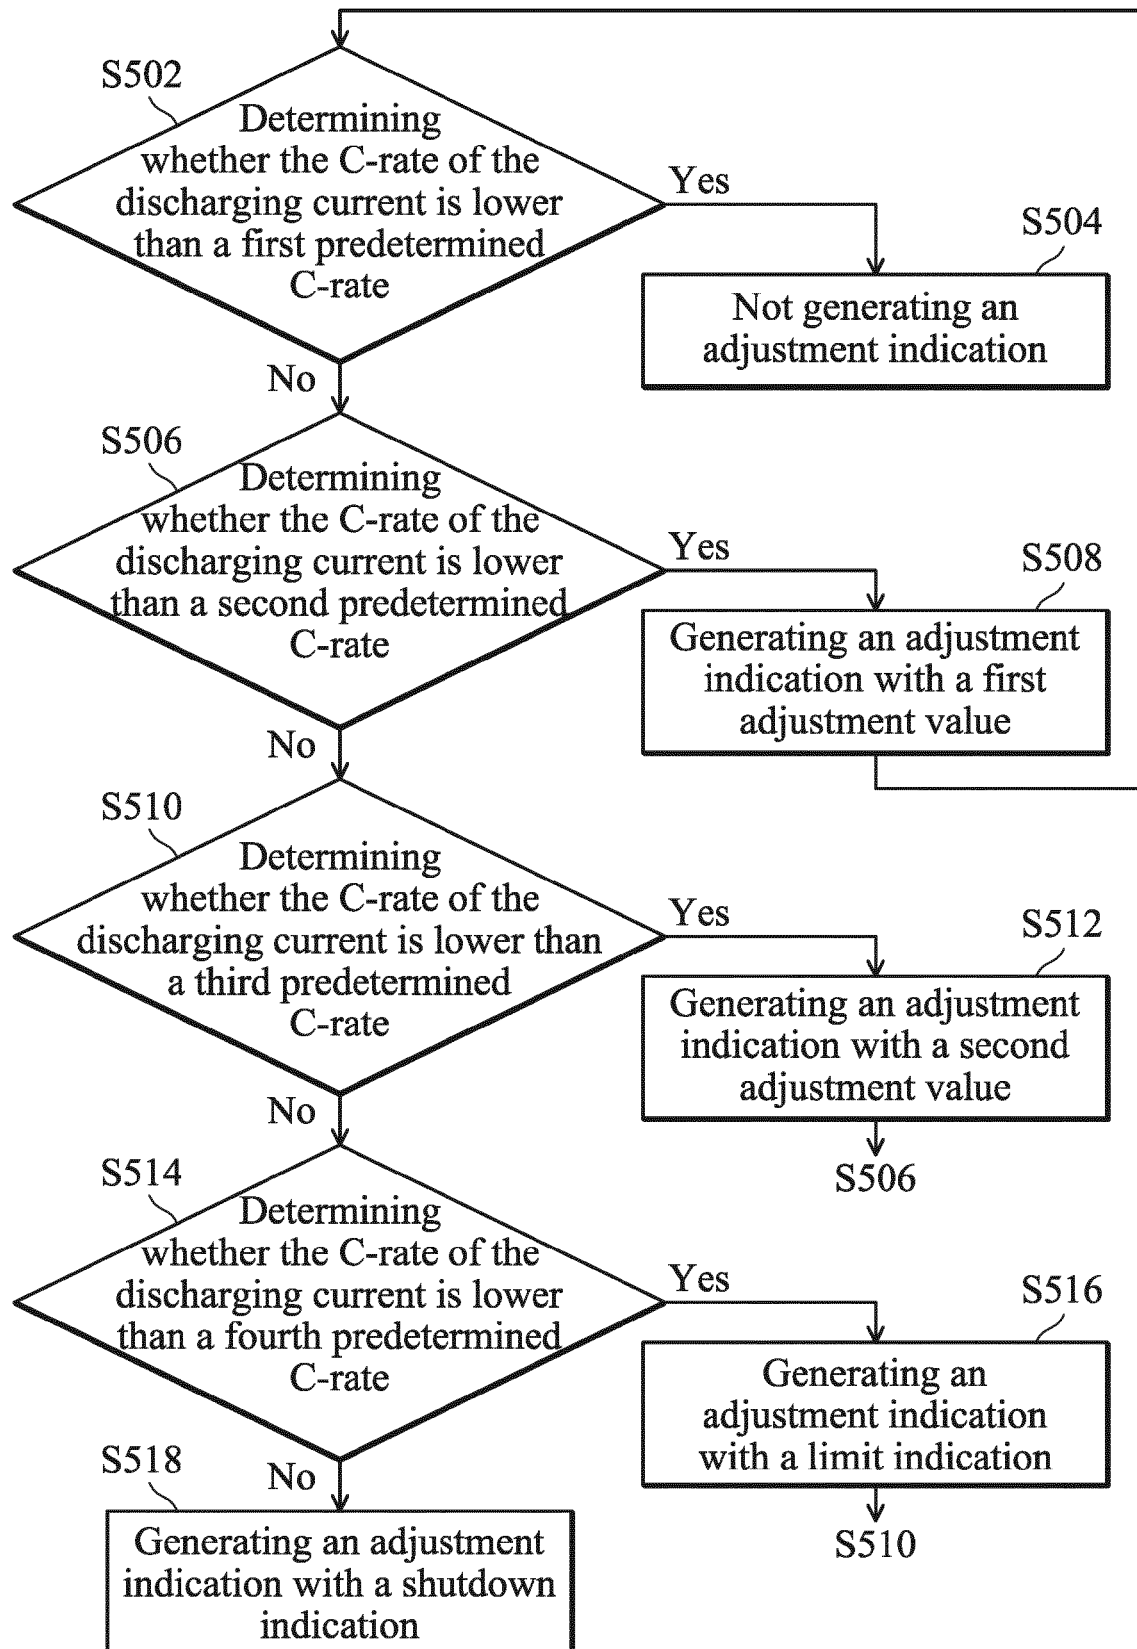 S502
Determining
whether the C-rate of the
discharging current is lower
than a first predetermined
C-rate
Yes
S504
Not generating an
adjustment indication
No
S506
Determining
whether the C-rate of the
discharging current is lower
than a second predetermined
C-rate
Yes
S508
Generating an adjustment
indication with a first
adjustment value
No
S510
Determining
whether the C-rate of the
discharging current is lower than
a third predetermined
C-rate
Yes
S512
Generating an adjustment
indication with a second
adjustment value
S506
No
S514
Determining
whether the C-rate of the
discharging current is lower
than a fourth predetermined
C-rate
Yes
S516
Generating an
adjustment indication
with a limit indication
S510
No
S518
Generating an adjustment
indication with a shutdown
indication